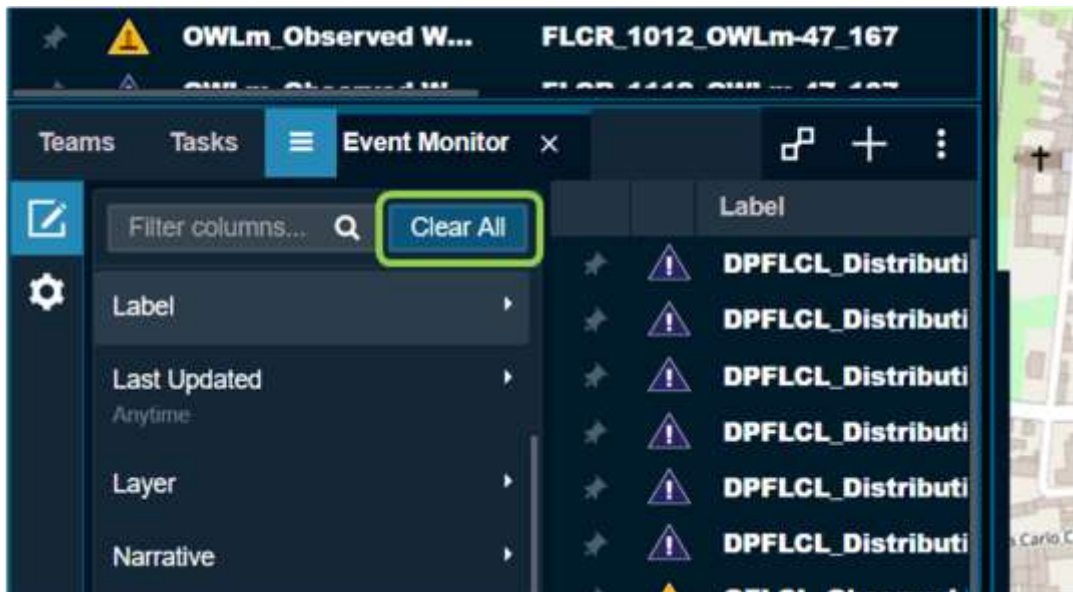 OWLm_Observed W... FLCR_1012_OWLm-47_167
Teams Tasks Event Monitor
Filter columns... Clear All
Label
Label
Last Updated
Anytime
Layer
Narrative
DPFLCL_Distributi
DPFLCL_Distributi
DPFLCL_Distributi
DPFLCL_Distributi
DPFLCL_Distributi
DPFLCL_Distributi